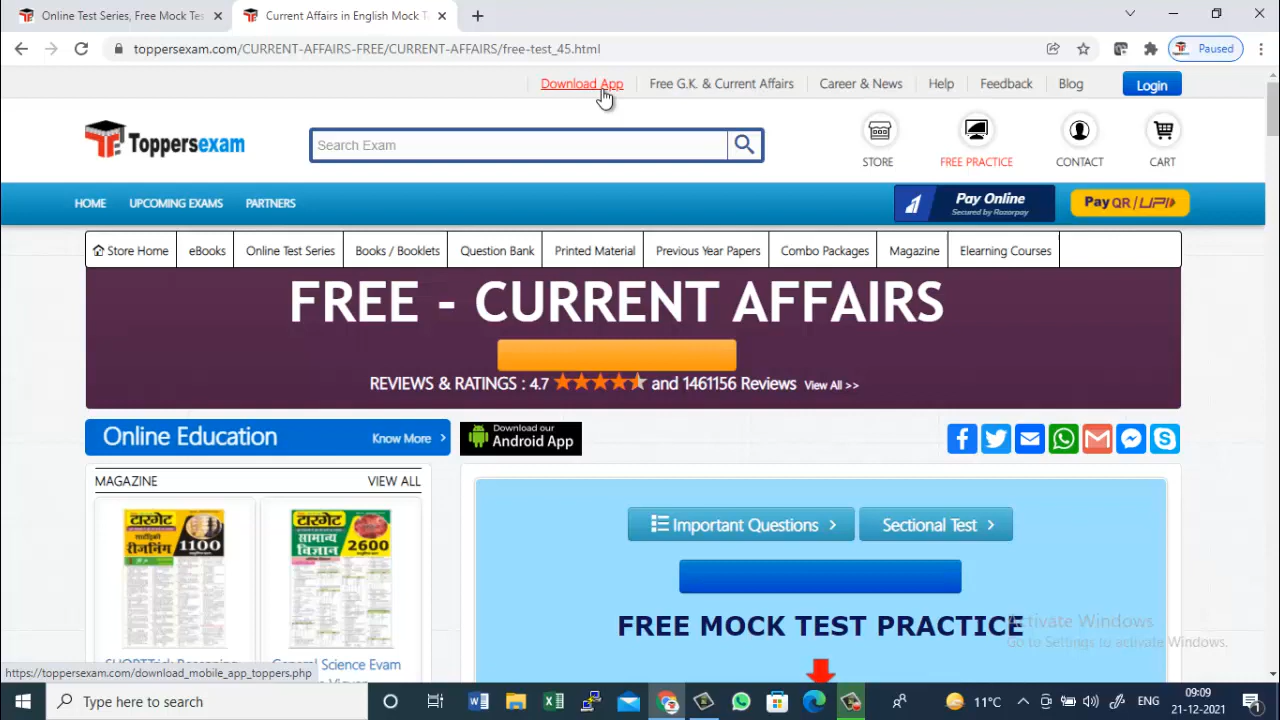 Online Test Series, Free Mock Tes
Current Affairs in English Mock T
toppersexam.com/CURRENT-AFFAIRS-FREE/CURRENT-AFFAIRS/free-test_45.html
Paused
Download App
Free G.K. & Current Affairs
Career & News
Help
Feedback
Blog
Login
Toppersexam
Search Exam
STORE
FREE PRACTICE
CONTACT
CART
HOME
UPCOMING EXAMS
PARTNERS
Pay Online
Secured by Razorpay
Pay QR / UPI
Store Home
eBooks
Online Test Series
Books / Booklets
Question Bank
Printed Material
Previous Year Papers
Combo Packages
Magazine
Elearning Courses
FREE - CURRENT AFFAIRS
REVIEWS & RATINGS : 4.7 and 1461156 Reviews View All >>
Online Education
Know More
Download our
Android App
MAGAZINE
VIEW ALL
टारगेट
रीजनिंग
1100
टारगेट
सामान्य
विज्ञान
2600
Important Questions
Sectional Test
FREE MOCK TEST PRACTICE
Activate Windows
Go to Settings to activate Windows.
SHORTTrick Reasoning
General Science Exam
https://toppersexam.com/download_mobile_app_toppers.php
Type here to search
11°C
ENG
09:09
21-12-2021
1